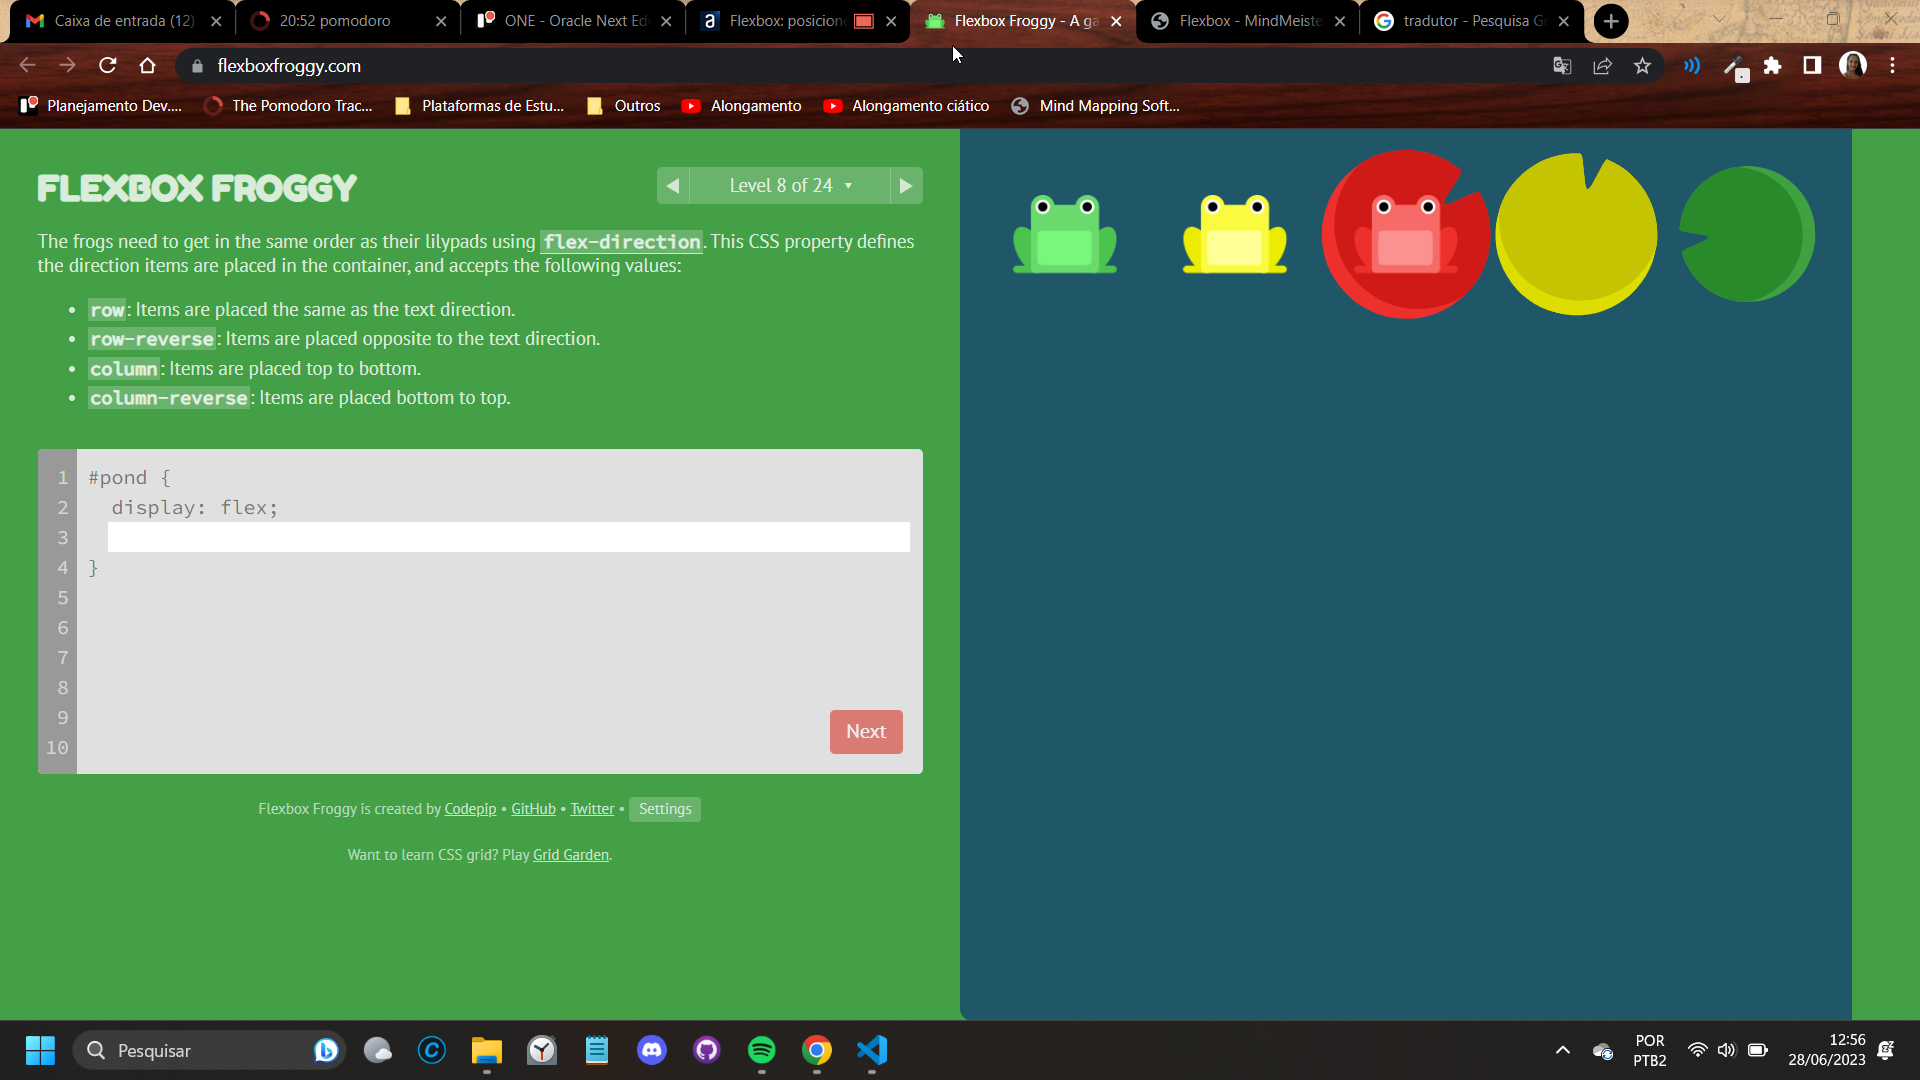 Caixa de entrada (12)
20:52 pomodoro
ONE - Oracle Next Ed
Flexbox: posicion
Flexbox Froggy - A ga
Flexbox - MindMeiste
tradutor - Pesquisa G
flexboxfroggy.com
Planejamento Dev....
The Pomodoro Trac...
Plataformas de Estu...
Outros
Alongamento
Alongamento ciático
Mind Mapping Soft...
FLEXBOX FROGGY
Level 8 of 24
The frogs need to get in the same order as their lilypads using flex-direction. This CSS property defines
the direction items are placed in the container, and accepts the following values:
• row: Items are placed the same as the text direction.
• row-reverse: Items are placed opposite to the text direction.
• column: Items are placed top to bottom.
• column-reverse: Items are placed bottom to top.
1 #pond {
2 display: flex;
3
4 }
5
6
7
8
9
10
Next
Flexbox Froggy is created by Codepip • GitHub • Twitter • Settings
Want to learn CSS grid? Play Grid Garden.
Pesquisar
POR
PTB2
12:56
28/06/2023